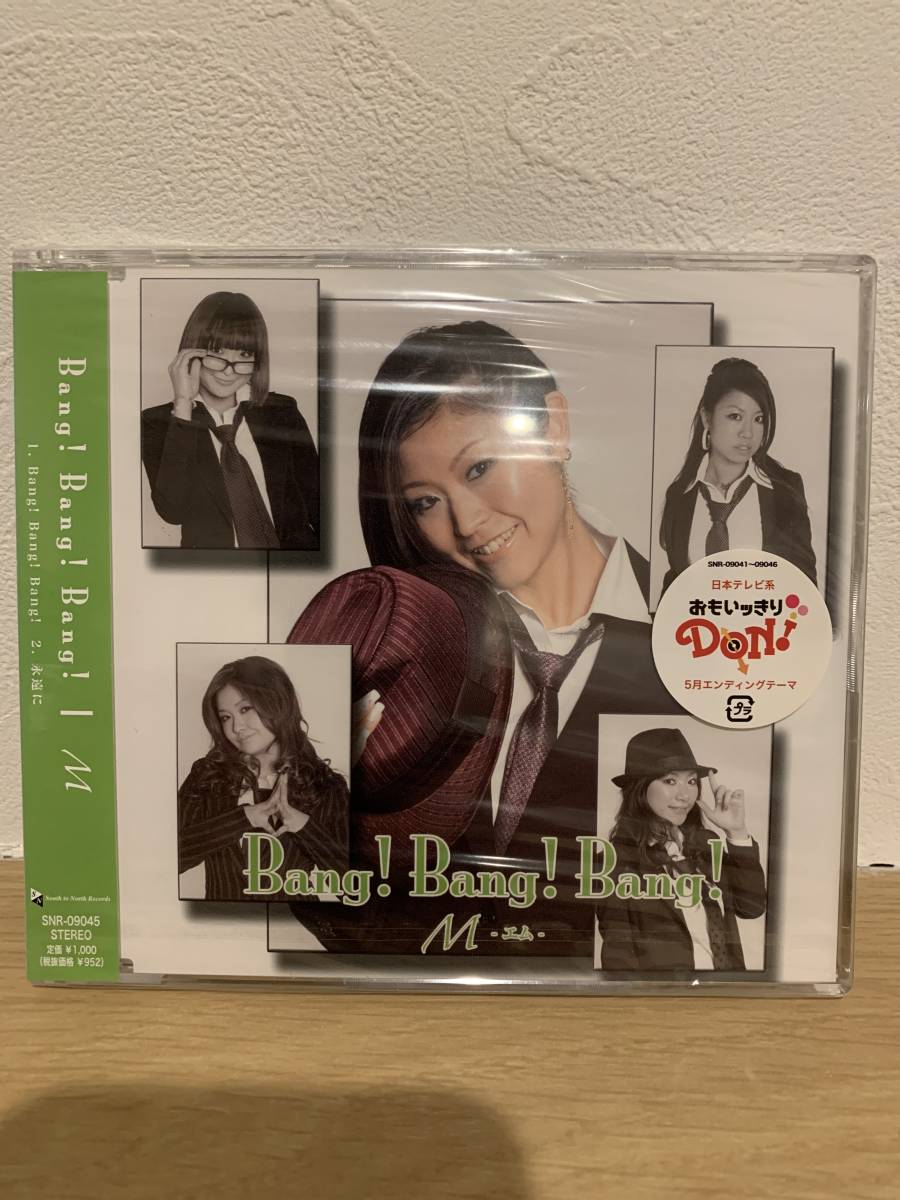 Bang! Bang! Bang! | M
1. Bang! Bang! Bang! 2. 永遠に
SN
South to North Records
SNR-09045
STEREO
定価 ¥1,000
(税抜価格 ¥952)
SNR-09041〜09046
日本テレビ系
おもいッきり
DON!
5月エンディングテーマ
プラ
Bang! Bang! Bang!
M - エム -